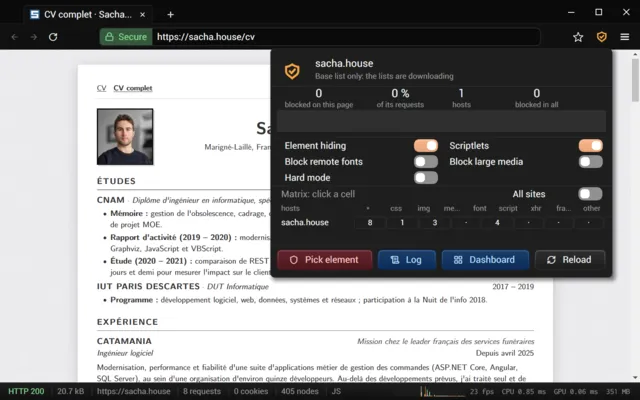 CV complet · Sacha...
Secure
https://sacha.house/cv
sacha.house
Base list only: the lists are downloading
0 0 % 1 0
blocked on this page of its requests hosts blocked in all
Element hiding Scriptlets
Block remote fonts Block large media
Hard mode
Matrix: click a cell All sites
hosts * css img me... font script xhr fra... other
sacha.house 8 1 3 · 4 · · ·
Pick element Log Dashboard Reload
CV CV complet
Sa
Marigné-Laillé, Fran
ÉTUDES
CNAM · Diplôme d'ingénieur en informatique, spé
• Mémoire : gestion de l'obsolescence, cadrage,
de projet MOE.
• Rapport d'activité (2019 – 2020) : modernis
Graphviz, JavaScript et VBScript.
• Étude (2020 – 2021) : comparaison de REST
jours et demi pour mesurer l'impact sur le client
IUT PARIS DESCARTES · DUT Informatique 2017 – 2019
• Programme : développement logiciel, web, données, systèmes et réseaux ; participation à la Nuit de l'info 2018.
EXPÉRIENCE
CATAMANIA Mission chez le leader français des services funéraires
Ingénieur logiciel Depuis avril 2025
Modernisation, performance et fiabilité d'une suite d'applications métier de gestion des commandes (ASP.NET Core, Angular,
SQL Server), au sein d'une organisation d'environ quinze développeurs. Au-delà des développements prévus, j'ai traité seul et de
HTTP 200 20.7 kB https://sacha.house 8 requests 0 cookies 405 nodes JS 23 fps CPU 0.85 ms GPU 0.06 ms 351 MB